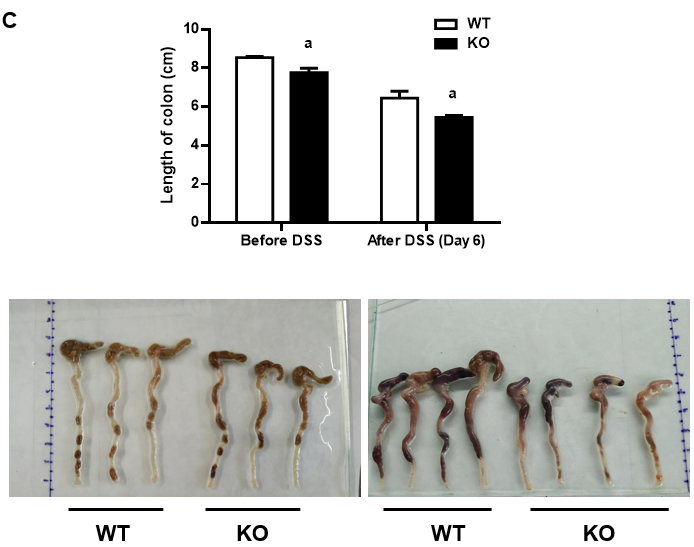 C
WT
KO
Length of colon (cm)
10
8
6
4
2
0
a
a
Before DSS
After DSS (Day 6)
WT
KO
WT
KO